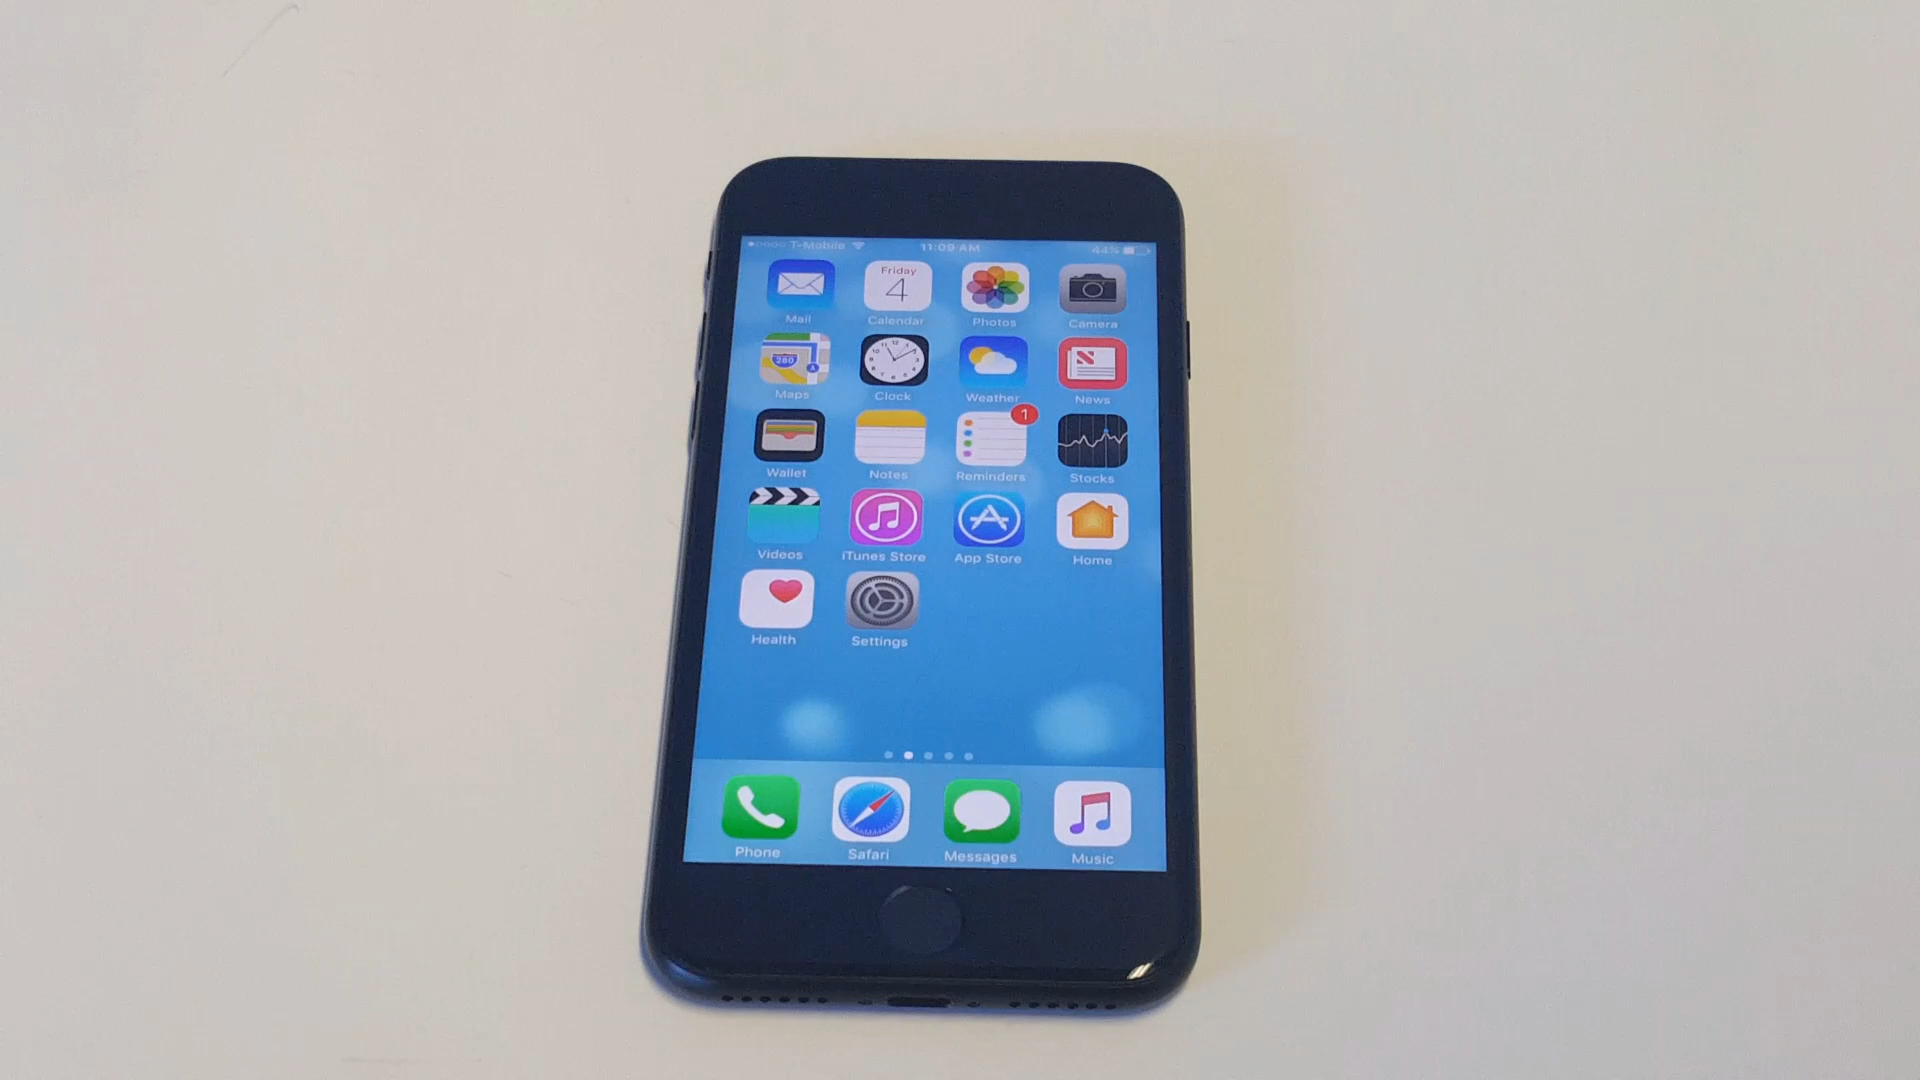 T-Mobile 11:09 AM 44%
Friday
4
Mail Calendar Photos Camera
280
Maps Clock Weather News
1
Wallet Notes Reminders Stocks
Videos iTunes Store App Store Home
Health Settings
Phone Safari Messages Music